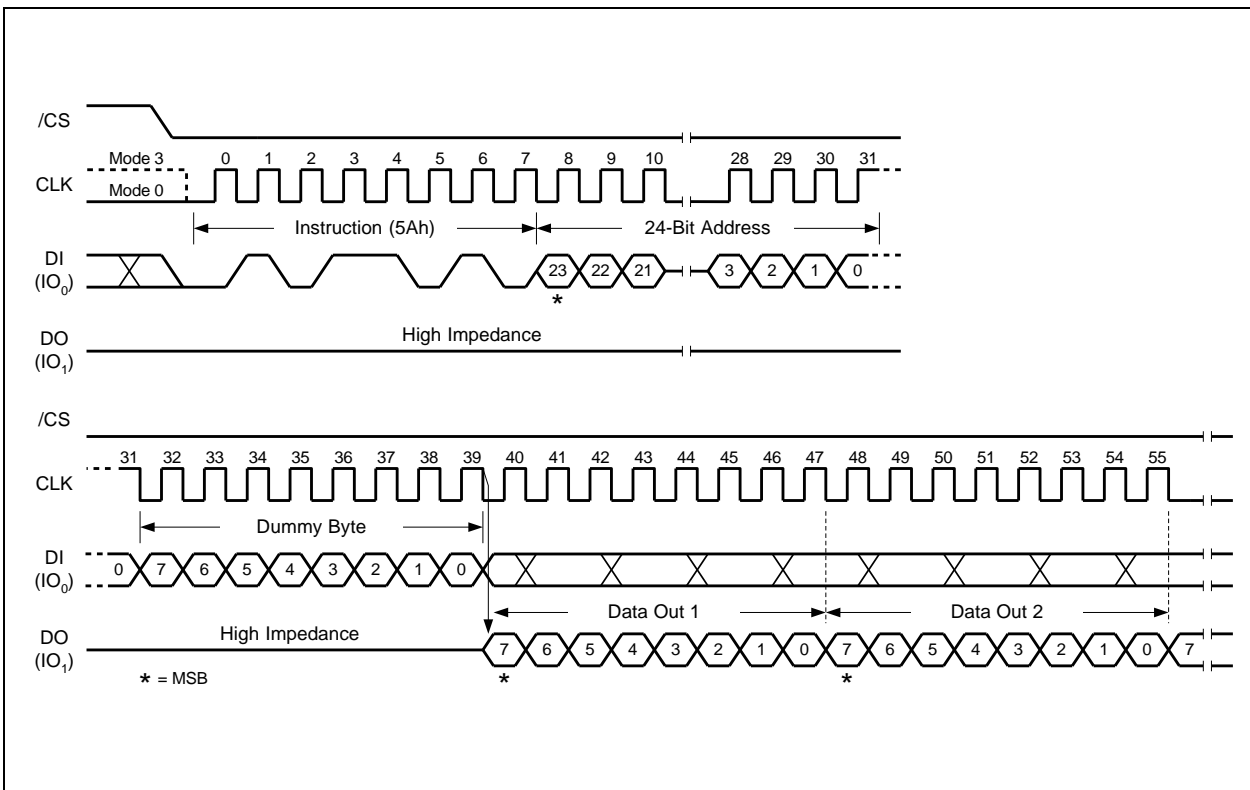 /CS
Mode 3 0 1 2 3 4 5 6 7 8 9 10 28 29 30 31
CLK
Mode 0
Instruction (5Ah) 24-Bit Address
DI
(IO0) 23 22 21 3 2 1 0
*
DO
(IO1)
High Impedance
/CS
31 32 33 34 35 36 37 38 39 40 41 42 43 44 45 46 47 48 49 50 51 52 53 54 55
CLK
Dummy Byte
DI
(IO0) 0 7 6 5 4 3 2 1 0
Data Out 1 Data Out 2
DO
(IO1)
High Impedance 7 6 5 4 3 2 1 0 7 6 5 4 3 2 1 0 7
* = MSB * *